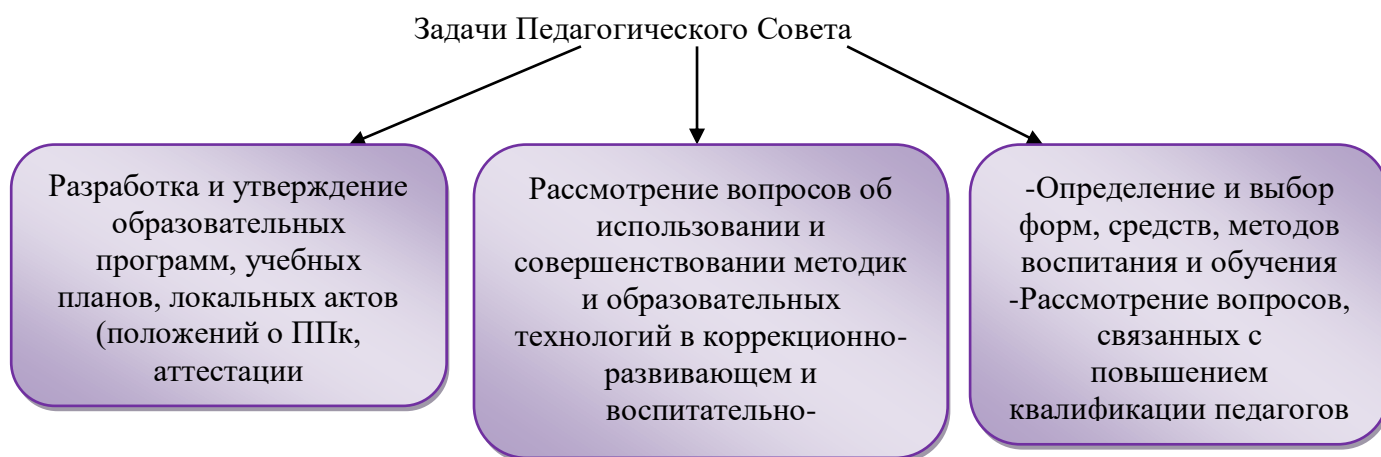 Задачи Педагогического Совета
Разработка и утверждение
образовательных
программ, учебных
планов, локальных актов
(положений о ППк,
аттестации
Рассмотрение вопросов об
использовании и
совершенствовании методик
и образовательных
технологий в коррекционно-
развивающем и
воспитательно-
-Определение и выбор
форм, средств, методов
воспитания и обучения
-Рассмотрение вопросов,
связанных с
повышением
квалификации педагогов